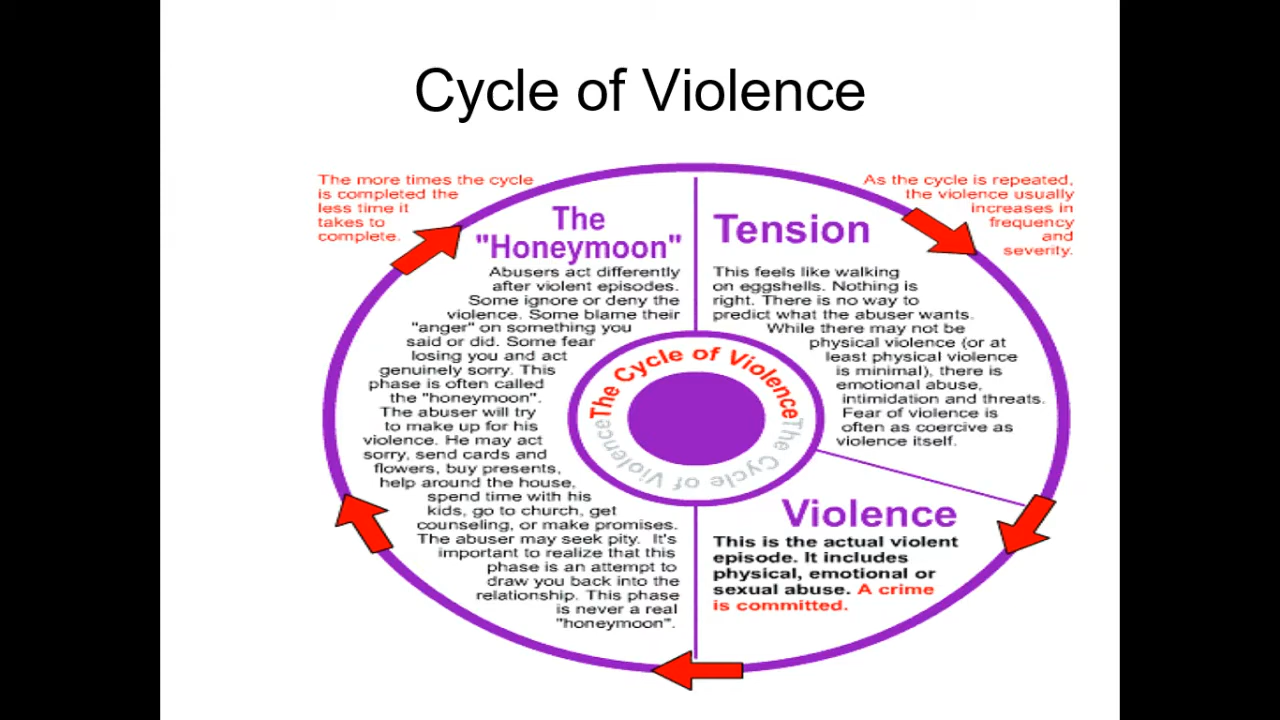 Cycle of Violence
The more times the cycle
is completed the
less time it
takes to
complete.
As the cycle is repeated,
the violence usually
increases in
frequency
and
severity.
The
"Honeymoon"
Abusers act differently
after violent episodes.
Some ignore or deny the
violence. Some blame their
"anger" on something you
said or did. Some fear
losing you and act
genuinely sorry. This
phase is often called
the "honeymoon".
The abuser will try
to make up for his
violence. He may act
sorry, send cards and
flowers, buy presents,
help around the house,
spend time with his
kids, go to church, get
counseling, or make promises.
The abuser may seek pity. It's
important to realize that this
phase is an attempt to
draw you back into the
relationship. This phase
is never a real
"honeymoon".
Tension
This feels like walking
on eggshells. Nothing is
right. There is no way to
predict what the abuser wants.
While there may not be
physical violence (or at
least physical violence
is minimal), there is
emotional abuse,
intimidation and threats.
Fear of violence is
often as coercive as
violence itself.
The Cycle of Violence
The Cycle of Violence
Violence
This is the actual violent
episode. It includes
physical, emotional or
sexual abuse. A crime
is committed.